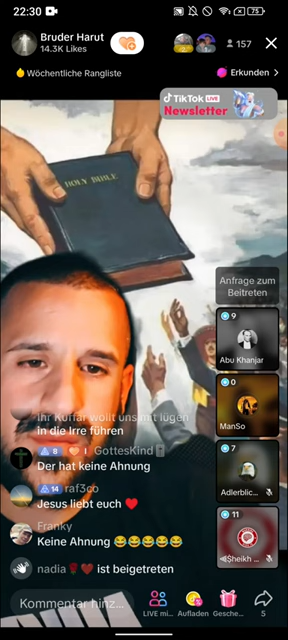 22:30
75
Bruder Harut
14.3K Likes
157
Wöchentliche Rangliste
Erkunden >
TikTok LIVE
Newsletter
HOLY BIBLE
Anfrage zum
Beitreten
9
Abu Khanjar
0
ManSo
7
Adlerblic...
11
Sheikh
Ihr Kuffar wollt uns mit lügen
in die Irre führen
8 1 GottesKind
Der hat keine Ahnung
14 raf3co
Jesus liebt euch ❤️
Franky
Keine Ahnung 😂😂😂😂😂
nadia🌹❤️ ist beigetreten
Kommentar hinz...
LIVE mi...
Aufladen
Gesche...
5